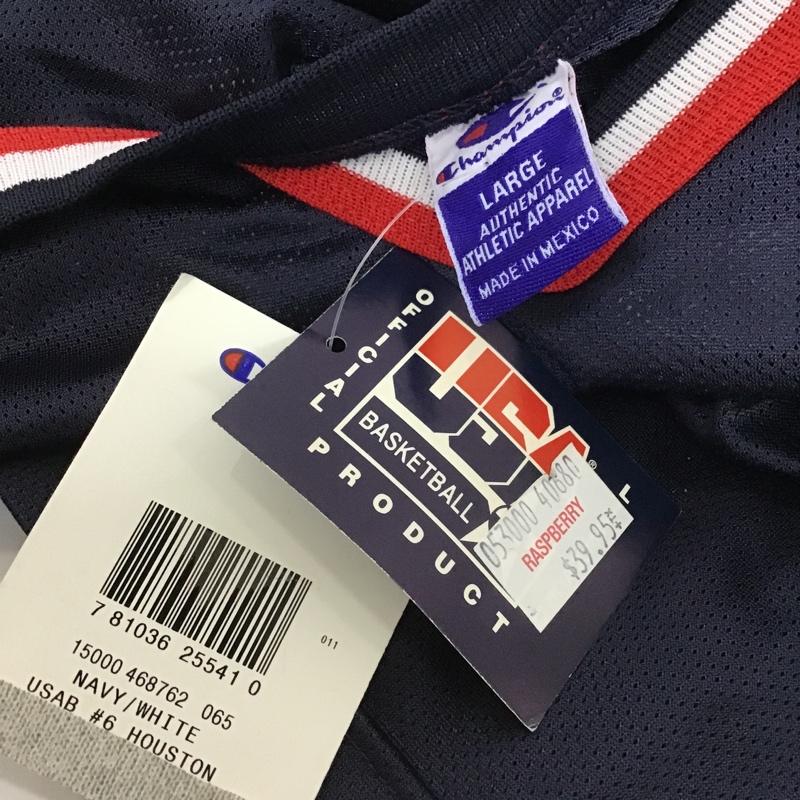 Champion®
LARGE
AUTHENTIC
ATHLETIC APPAREL
MADE IN MEXICO
OFFICIAL
USA®
BASKETBALL
PRODUCT
L
053000 40680
RASPBERRY
$39.95
7 81036 25541 0
011
15000 468762 065
NAVY/WHITE
USAB #6 HOUSTON